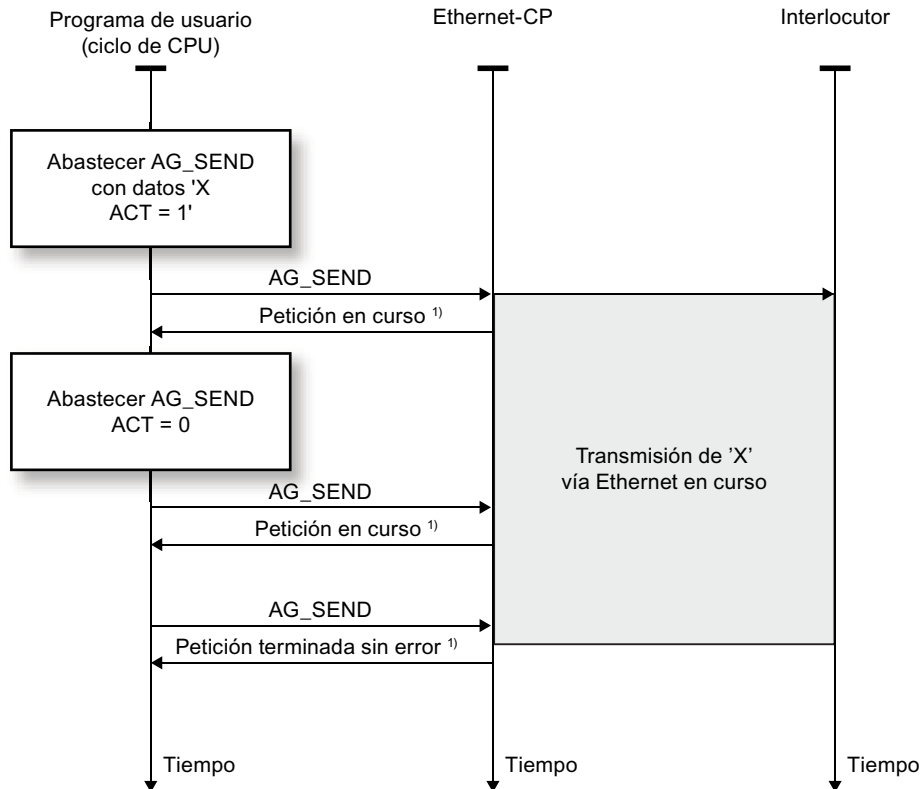 Programa de usuario
(ciclo de CPU)
Ethernet-CP
Interlocutor
Abastecer AG_SEND
con datos 'X
ACT = 1'
AG_SEND
Petición en curso 1)
Abastecer AG_SEND
ACT = 0
Transmisión de 'X'
vía Ethernet en curso
AG_SEND
Petición en curso 1)
AG_SEND
Petición terminada sin error 1)
Tiempo
Tiempo
Tiempo